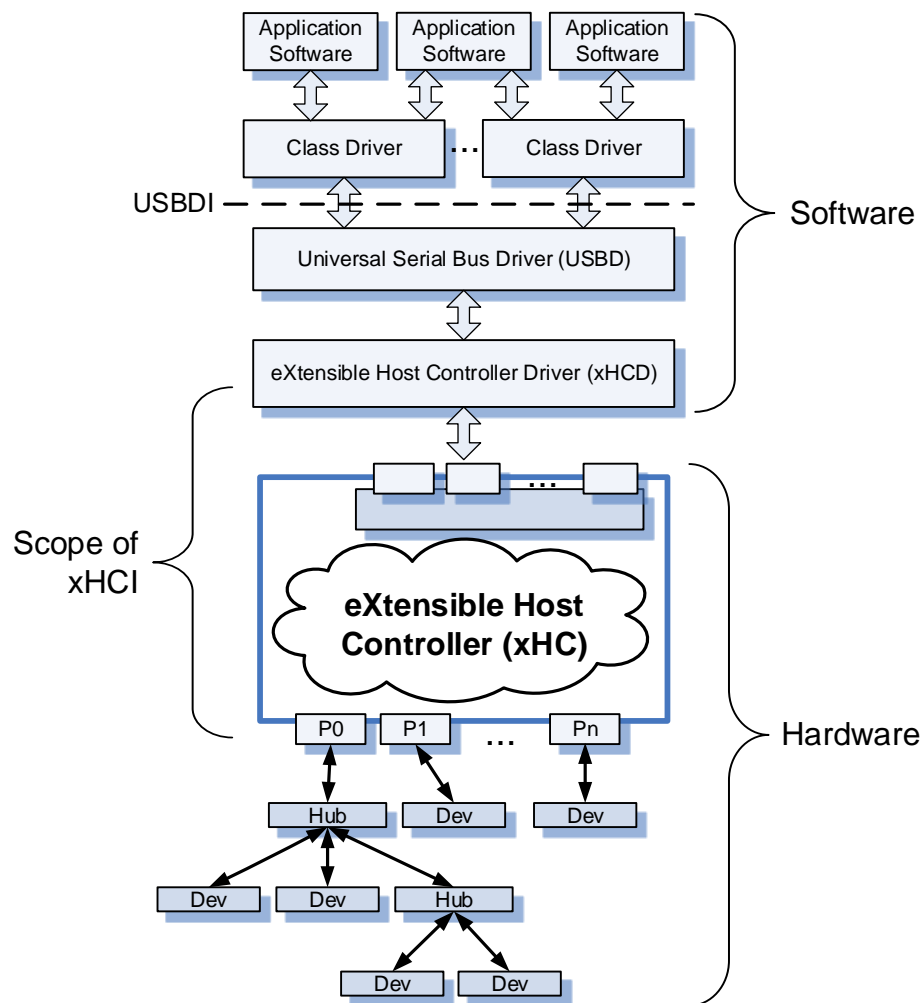 Application Software
Application Software
Application Software
Class Driver
...
Class Driver
USBDI
Software
Universal Serial Bus Driver (USBD)
eXtensible Host Controller Driver (xHCD)
...
Scope of
xHCI
eXtensible Host
Controller (xHC)
P0
P1
...
Pn
Hardware
Hub
Dev
Dev
Dev
Dev
Hub
Dev
Dev